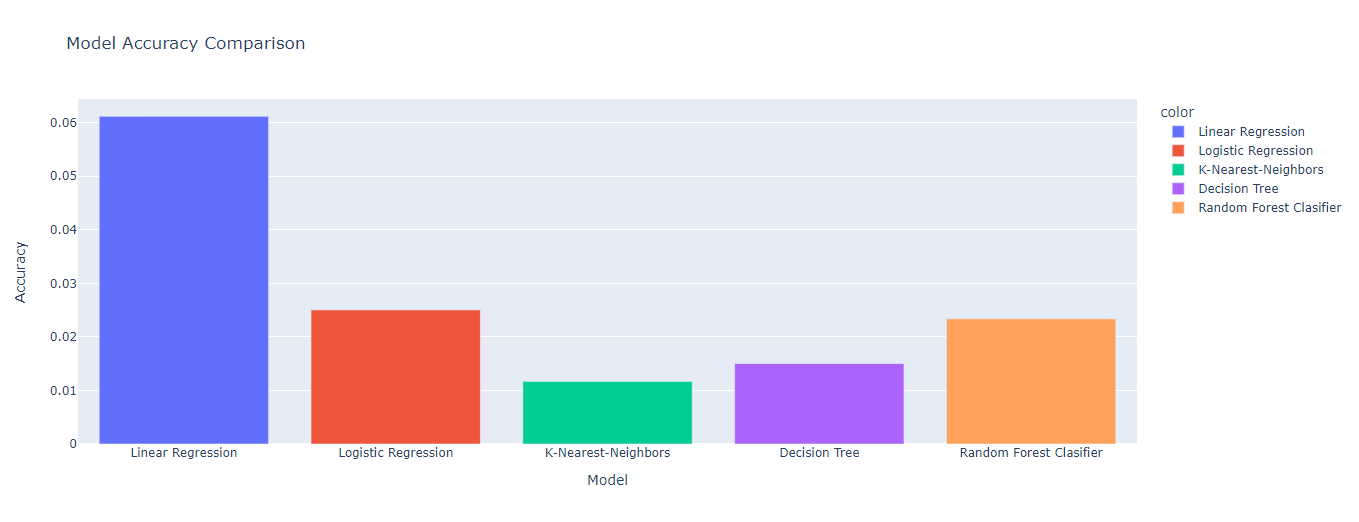 Model Accuracy Comparison
Accuracy
0.06
0.05
0.04
0.03
0.02
0.01
0
Linear Regression
Logistic Regression
K-Nearest-Neighbors
Decision Tree
Random Forest Clasifier
Model
color
Linear Regression
Logistic Regression
K-Nearest-Neighbors
Decision Tree
Random Forest Clasifier